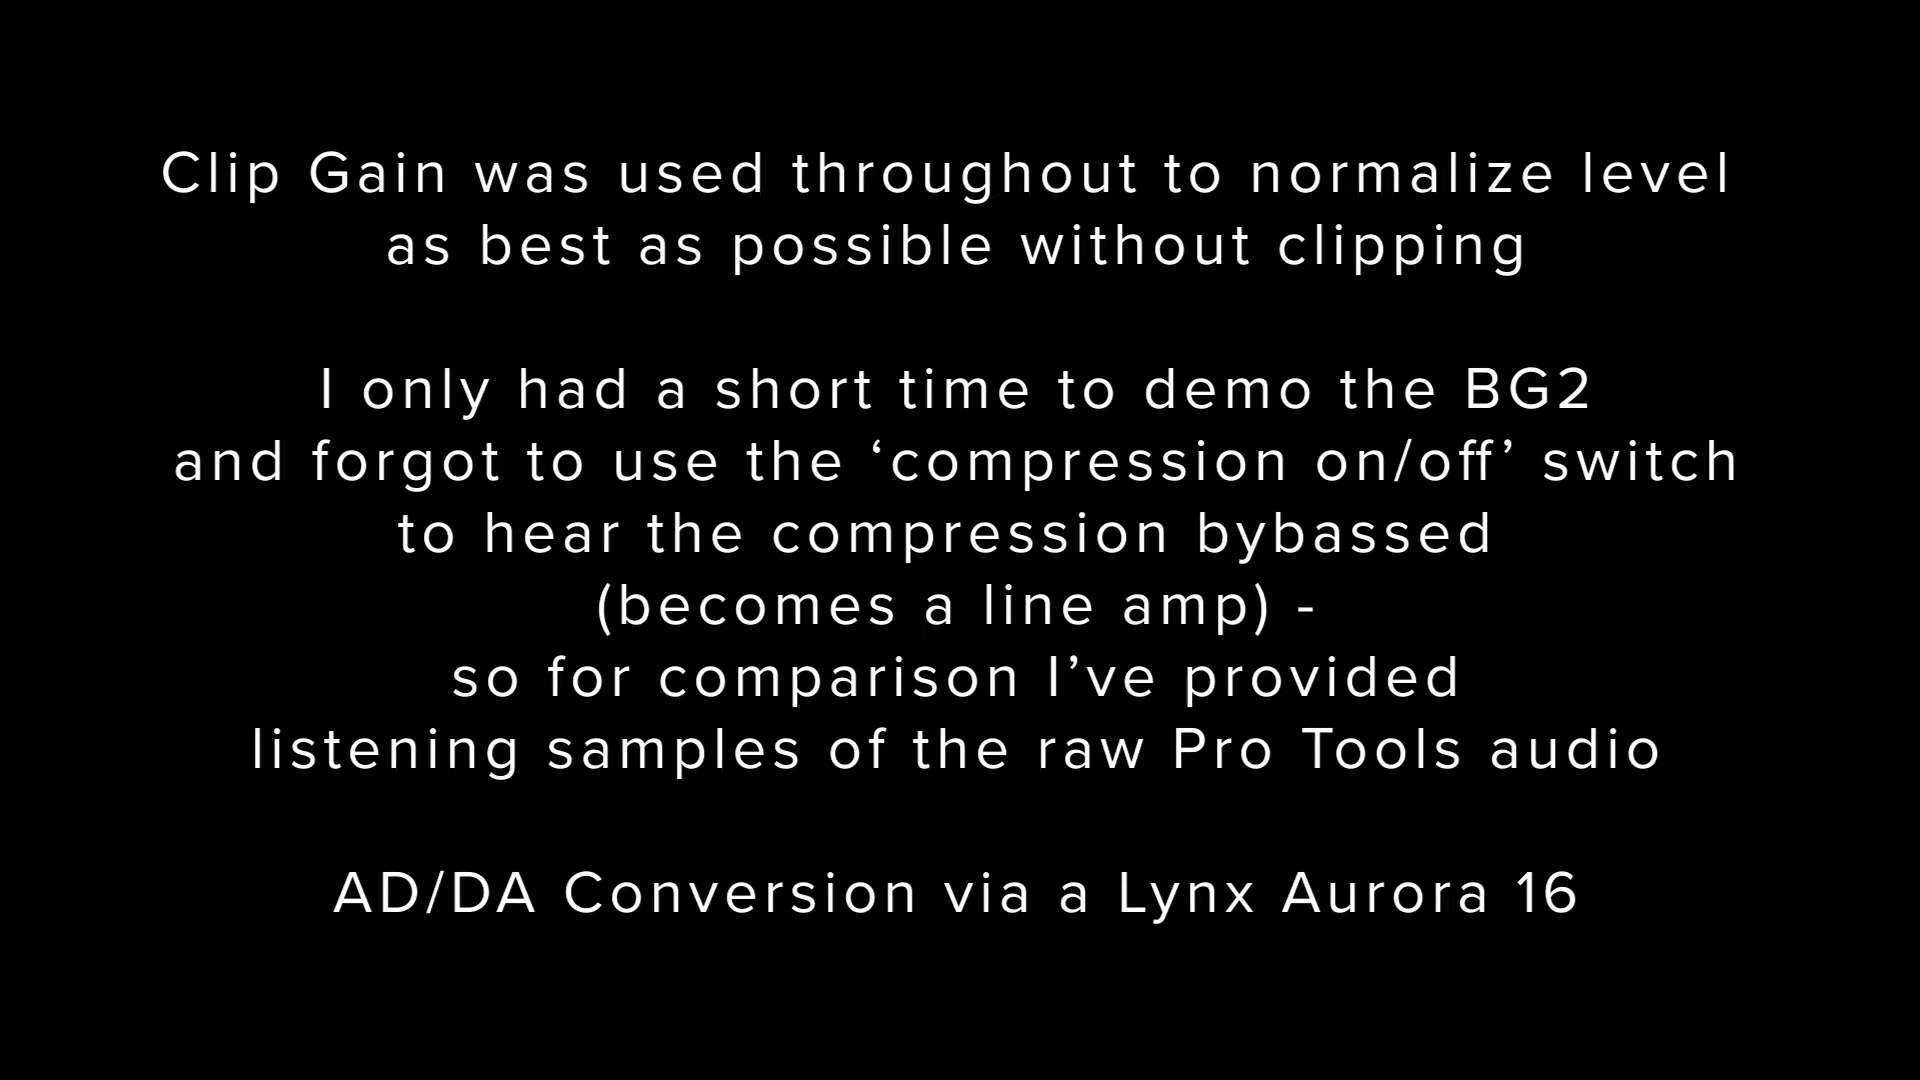 Clip Gain was used throughout to normalize level
as best as possible without clipping
I only had a short time to demo the BG2
and forgot to use the ‘compression on/off’ switch
to hear the compression bybassed
(becomes a line amp) -
so for comparison I’ve provided
listening samples of the raw Pro Tools audio
AD/DA Conversion via a Lynx Aurora 16